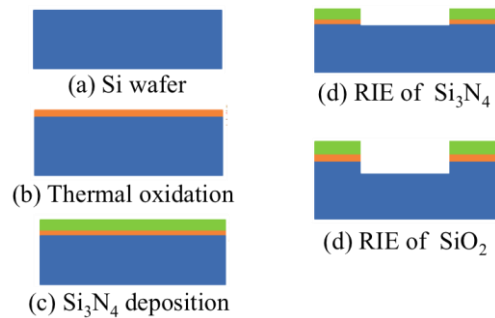 (a) Si wafer
(b) Thermal oxidation
(c) Si₃N₄ deposition
(d) RIE of Si₃N₄
(d) RIE of SiO₂